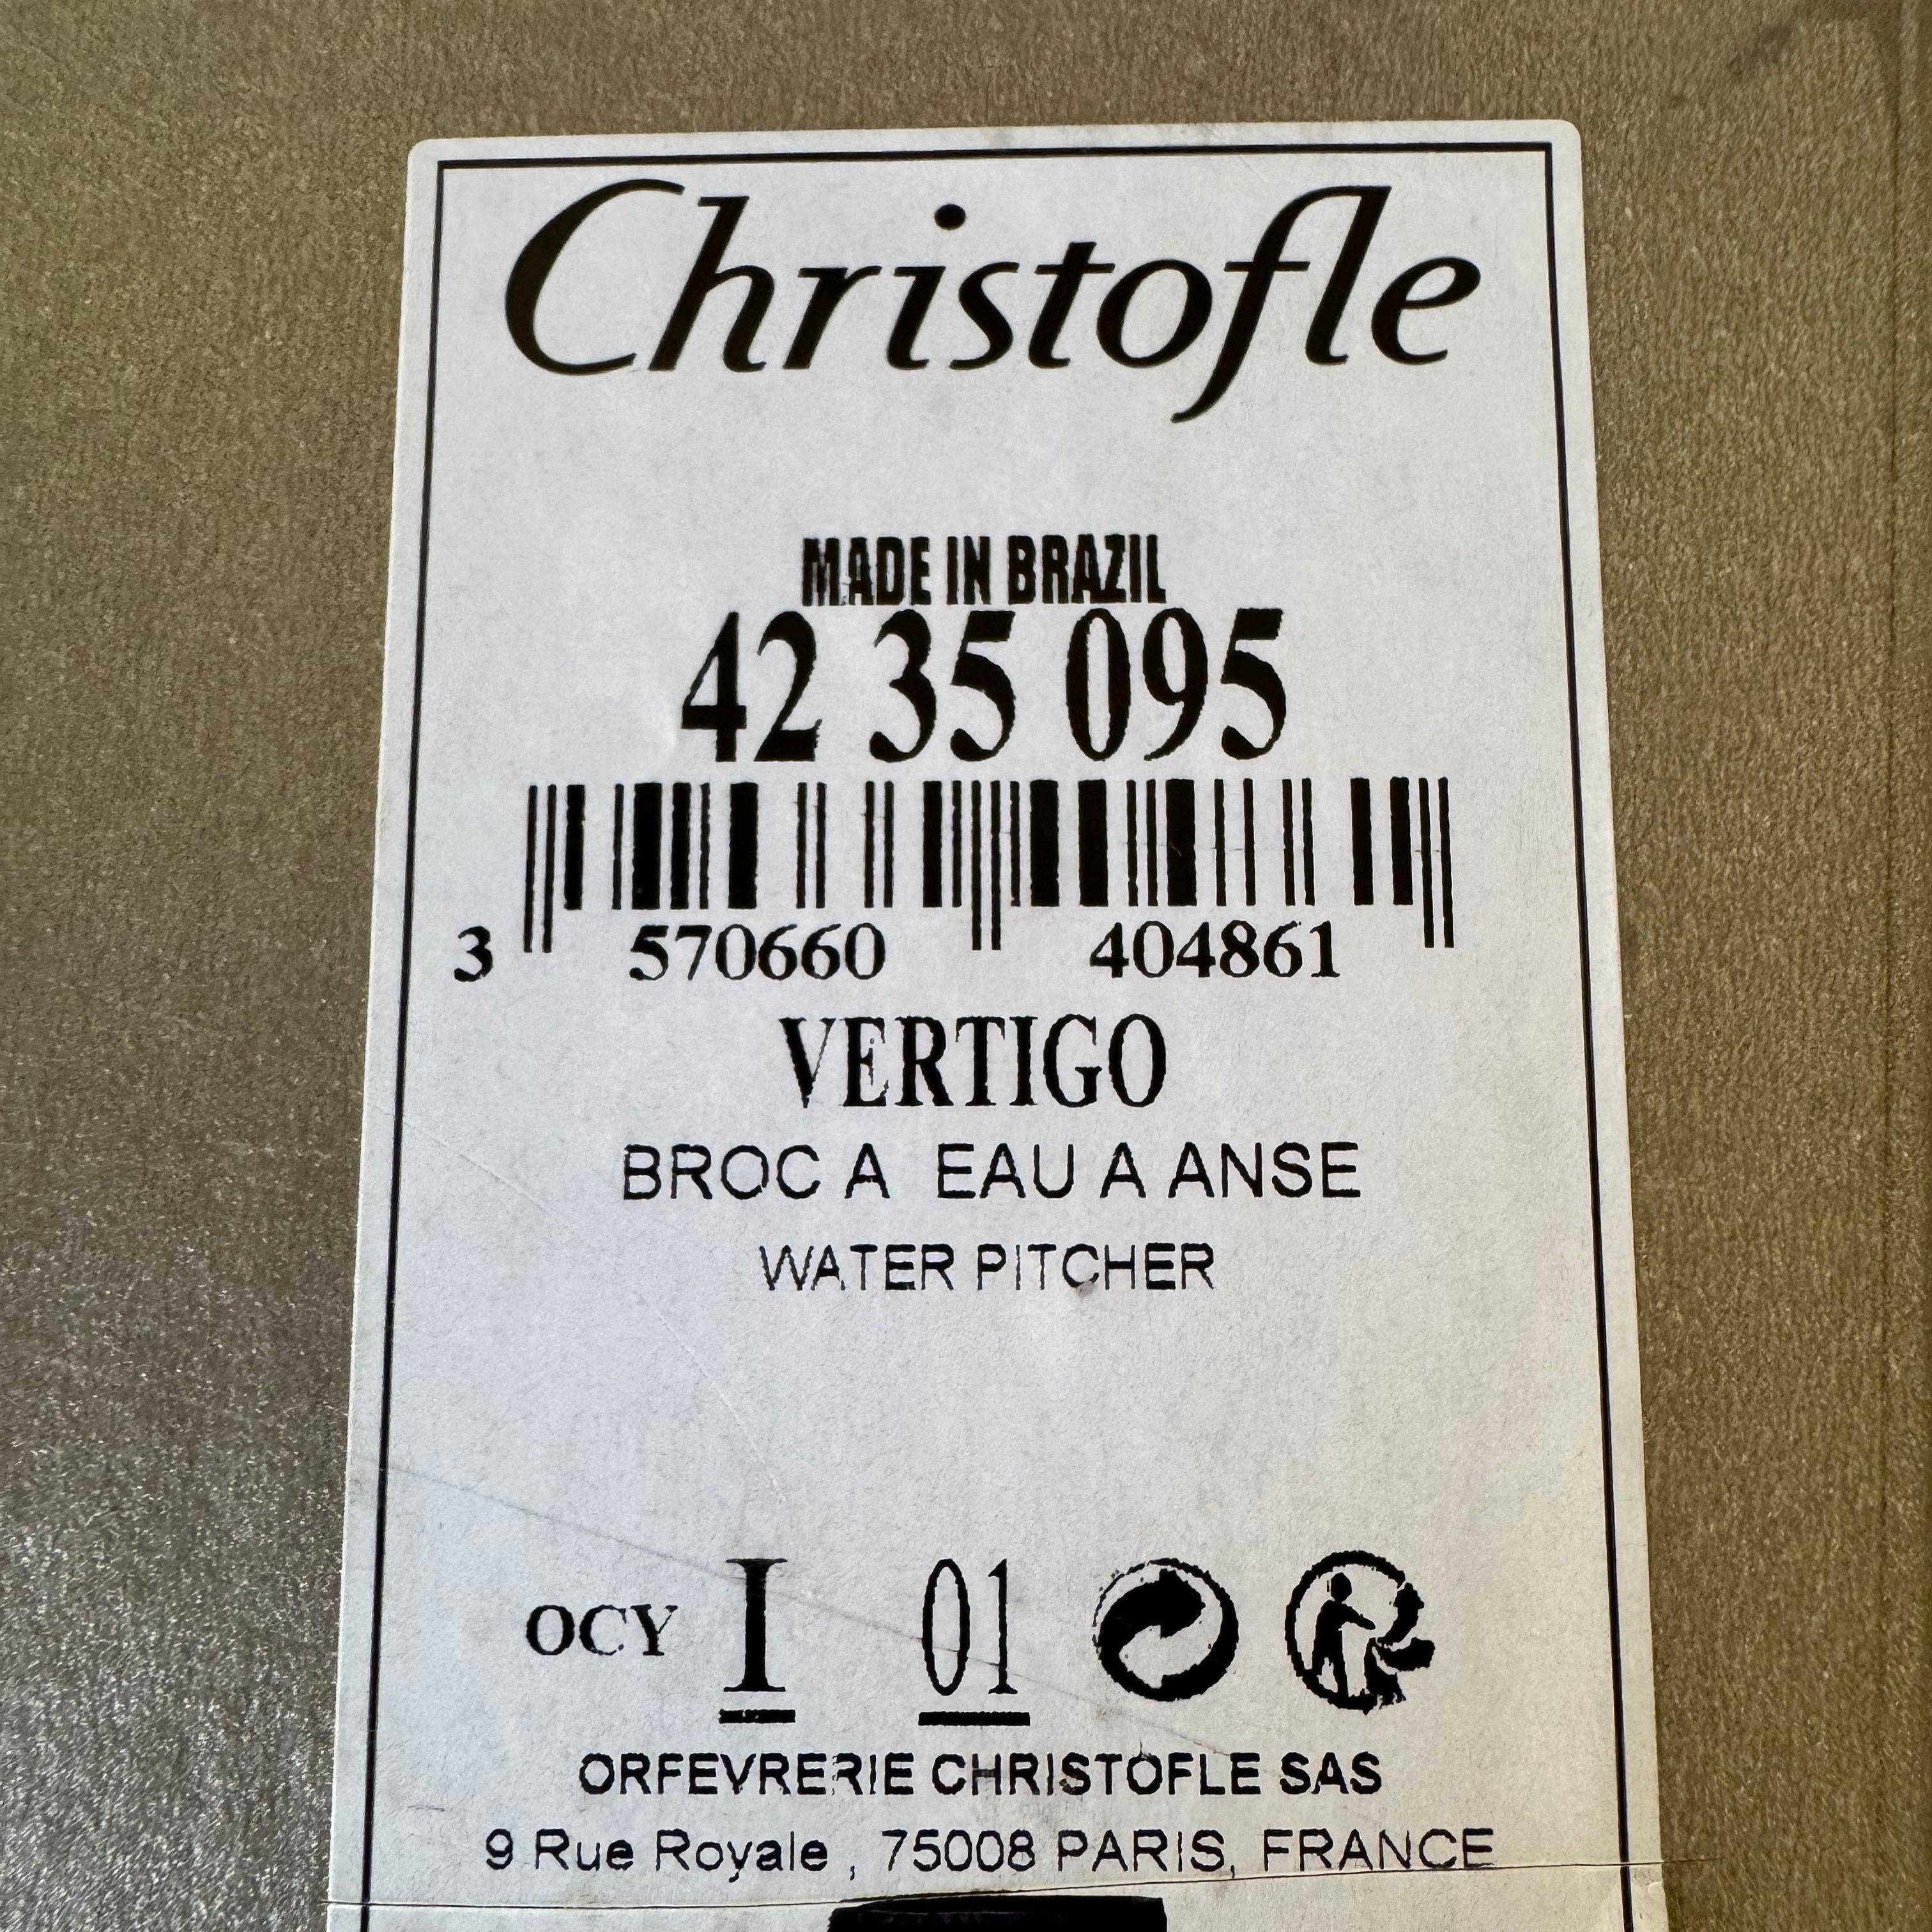 Christofle
MADE IN BRAZIL
42 35 095
3 570660 404861
VERTIGO
BROC A EAU A ANSE
WATER PITCHER
OCY I 01
ORFEVRERIE CHRISTOFLE SAS
9 Rue Royale , 75008 PARIS, FRANCE